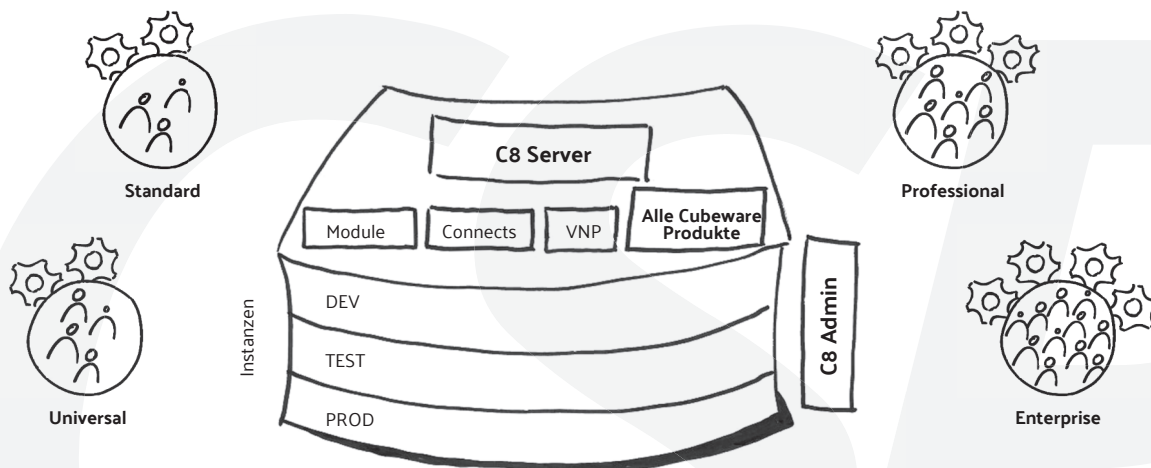 Standard
Universal
C8 Server
Module
Connects
VNP
Alle Cubeware
Produkte
Instanzen
DEV
TEST
PROD
C8 Admin
Professional
Enterprise